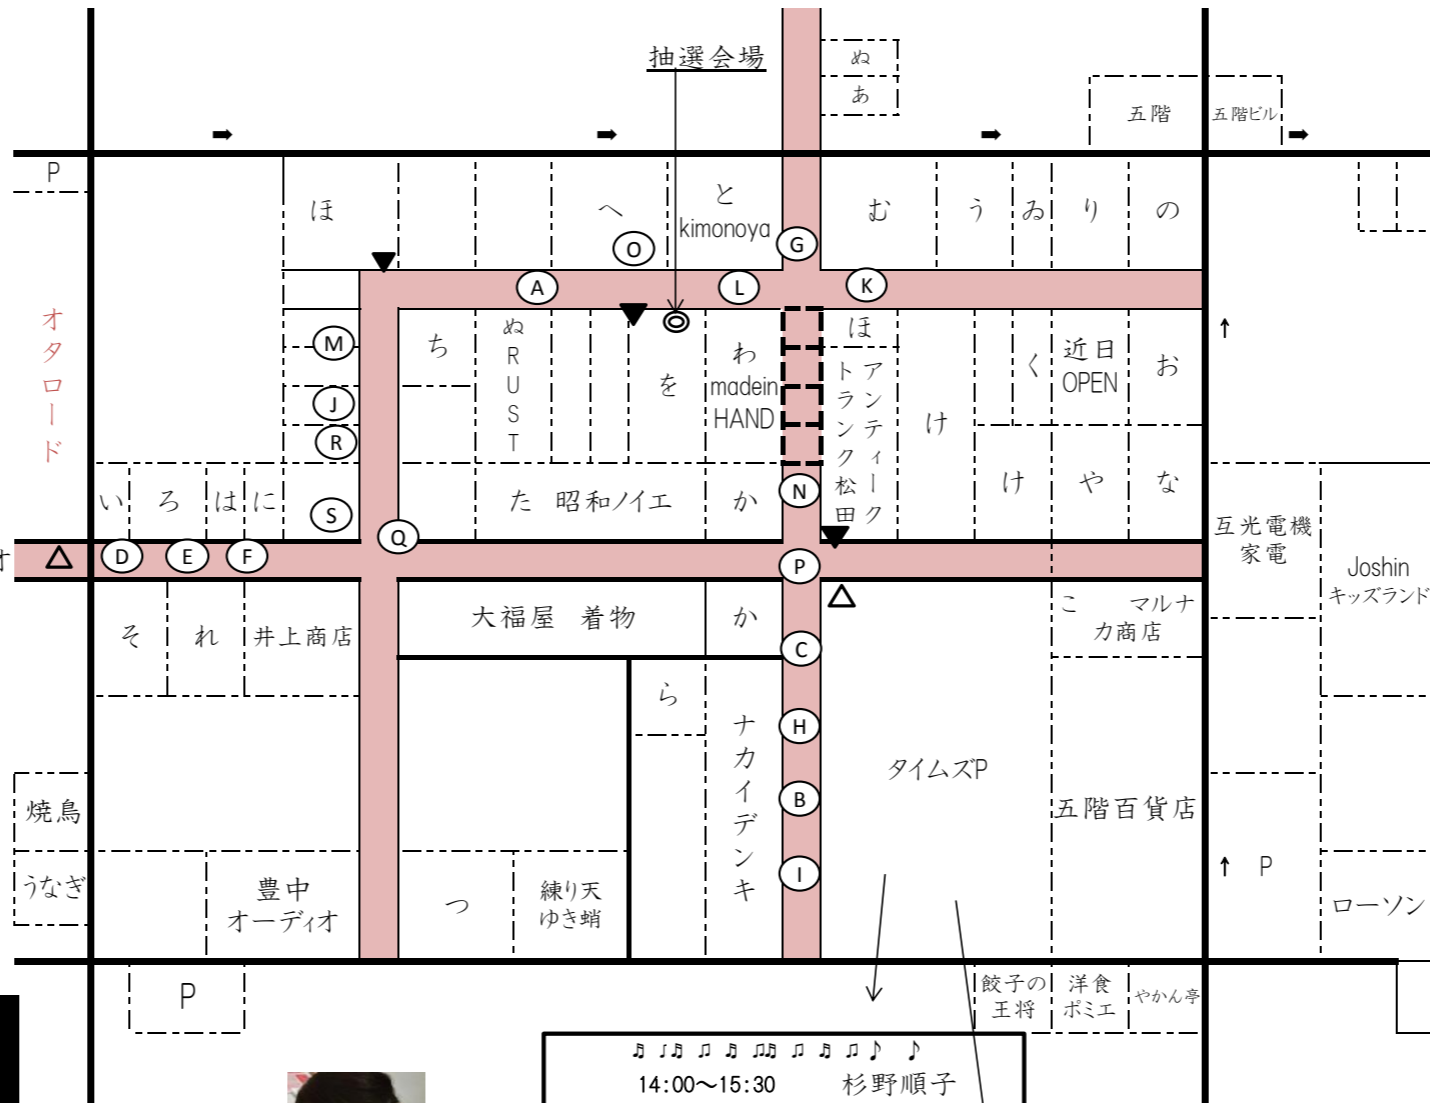 抽選会場
ぬ
あ
五階
五階ビル
➡ ➡ ➡ ➡
P
ほ
へ
と
kimonoya
む
う
ゐ
り
の
O
G
A
L
K
オタロード
M
J
R
S
ち
ぬRUST
を
わ
madein
HAND
ほ
アンティーク
トランク松田
け
く
近日
OPEN
お
↑
い
ろ
は
に
た 昭和ノイエ
か
N
け
や
な
互光電機
家電
Joshin
キッズランド
オ
D
E
F
Q
P
そ
れ
井上商店
大福屋 着物
か
C
こ マルナ
カ商店
ら
ナカイデンキ
H
B
I
タイムズP
五階百貨店
焼鳥
うなぎ
豊中
オーディオ
つ
練り天
ゆき蛸
↑ P
ローソン
P
餃子の
王将
洋食
ポミエ
やかん亭
14:00～15:30 杉野順子